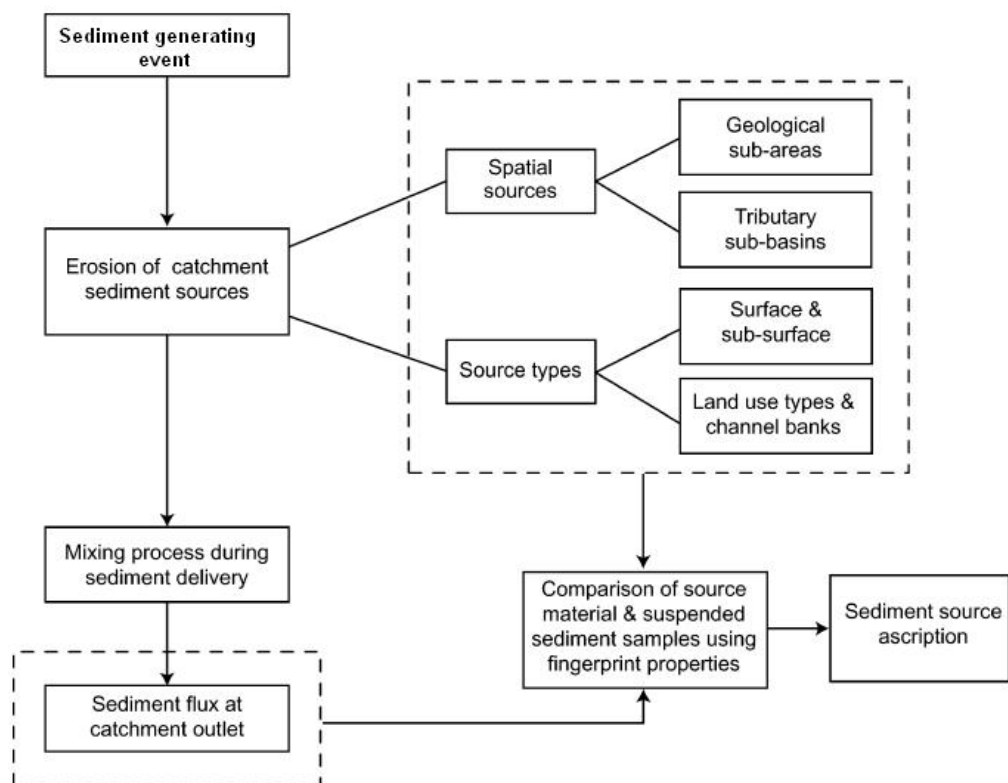 Sediment generating
event
Erosion of catchment
sediment sources
Spatial
sources
Geological
sub-areas
Tributary
sub-basins
Source types
Surface &
sub-surface
Land use types &
channel banks
Mixing process during
sediment delivery
Sediment flux at
catchment outlet
Comparison of source
material & suspended
sediment samples using
fingerprint properties
Sediment source
ascription